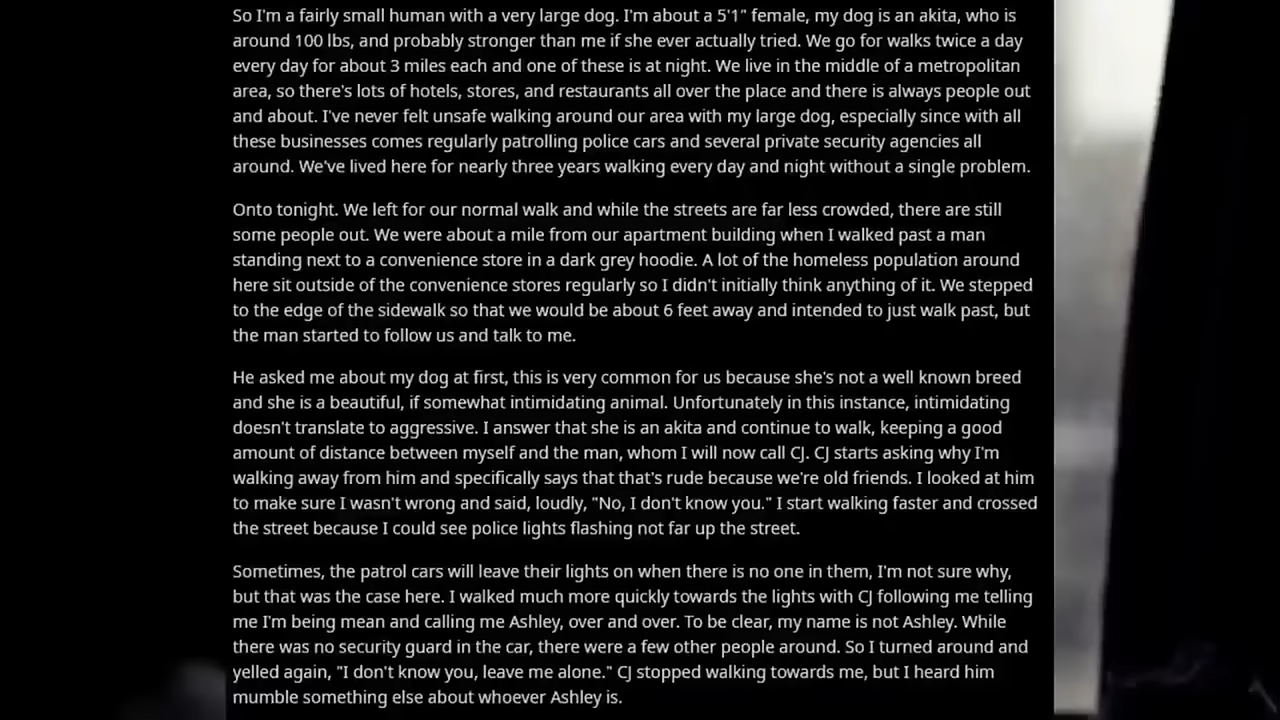 So I'm a fairly small human with a very large dog. I'm about a 5'1" female, my dog is an akita, who is
around 100 lbs, and probably stronger than me if she ever actually tried. We go for walks twice a day
every day for about 3 miles each and one of these is at night. We live in the middle of a metropolitan
area, so there's lots of hotels, stores, and restaurants all over the place and there is always people out
and about. I've never felt unsafe walking around our area with my large dog, especially since with all
these businesses comes regularly patrolling police cars and several private security agencies all
around. We've lived here for nearly three years walking every day and night without a single problem.
Onto tonight. We left for our normal walk and while the streets are far less crowded, there are still
some people out. We were about a mile from our apartment building when I walked past a man
standing next to a convenience store in a dark grey hoodie. A lot of the homeless population around
here sit outside of the convenience stores regularly so I didn't initially think anything of it. We stepped
to the edge of the sidewalk so that we would be about 6 feet away and intended to just walk past, but
the man started to follow us and talk to me.
He asked me about my dog at first, this is very common for us because she's not a well known breed
and she is a beautiful, if somewhat intimidating animal. Unfortunately in this instance, intimidating
doesn't translate to aggressive. I answer that she is an akita and continue to walk, keeping a good
amount of distance between myself and the man, whom I will now call CJ. CJ starts asking why I'm
walking away from him and specifically says that that's rude because we're old friends. I looked at him
to make sure I wasn't wrong and said, loudly, "No, I don't know you." I start walking faster and crossed
the street because I could see police lights flashing not far up the street.
Sometimes, the patrol cars will leave their lights on when there is no one in them, I'm not sure why,
but that was the case here. I walked much more quickly towards the lights with CJ following me telling
me I'm being mean and calling me Ashley, over and over. To be clear, my name is not Ashley. While
there was no security guard in the car, there were a few other people around. So I turned around and
yelled again, "I don't know you, leave me alone." CJ stopped walking towards me, but I heard him
mumble something else about whoever Ashley is.